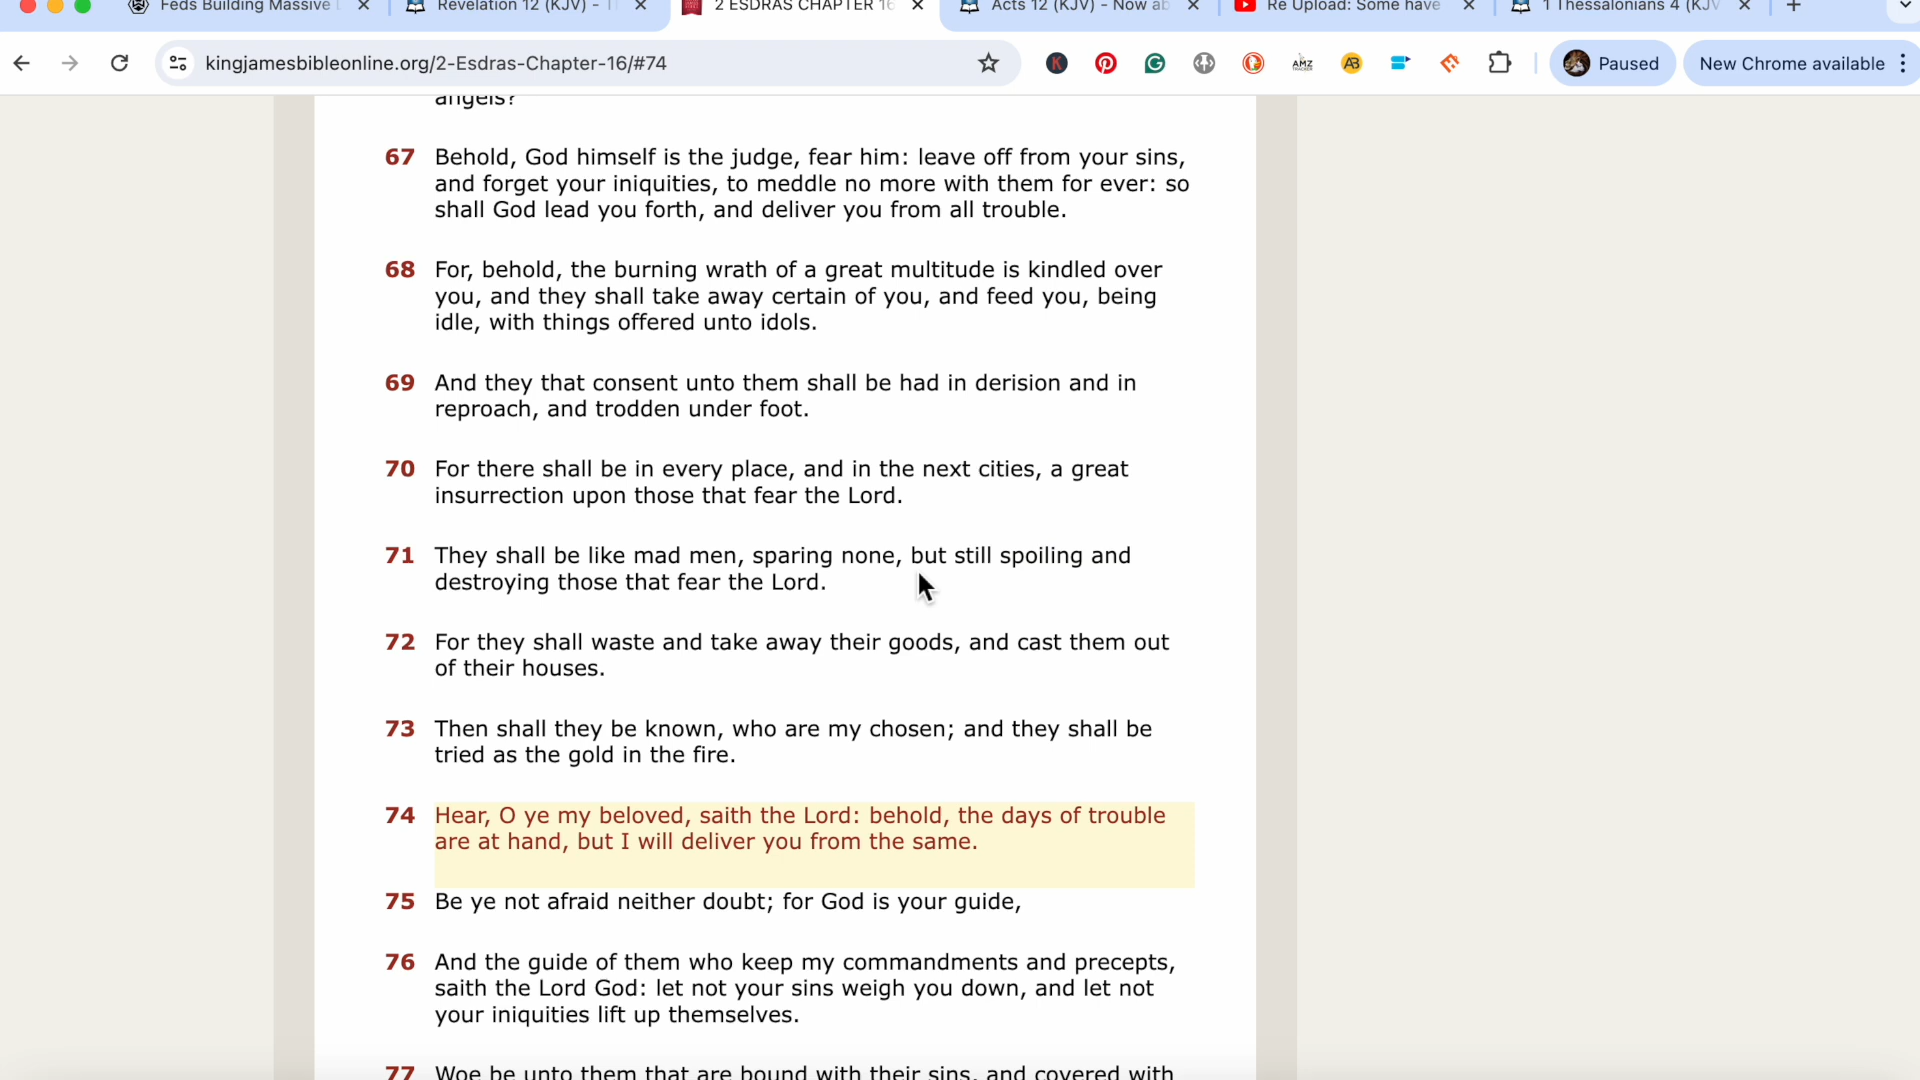 Feds Building Massive
Revelation 12 (KJV) -
2 ESDRAS CHAPTER 16
Acts 12 (KJV) - Now ab
Re Upload: Some have
1 Thessalonians 4 (KJV
kingjamesbibleonline.org/2-Esdras-Chapter-16/#74
Paused
New Chrome available
angels?
67 Behold, God himself is the judge, fear him: leave off from your sins,
and forget your iniquities, to meddle no more with them for ever: so
shall God lead you forth, and deliver you from all trouble.
68 For, behold, the burning wrath of a great multitude is kindled over
you, and they shall take away certain of you, and feed you, being
idle, with things offered unto idols.
69 And they that consent unto them shall be had in derision and in
reproach, and trodden under foot.
70 For there shall be in every place, and in the next cities, a great
insurrection upon those that fear the Lord.
71 They shall be like mad men, sparing none, but still spoiling and
destroying those that fear the Lord.
72 For they shall waste and take away their goods, and cast them out
of their houses.
73 Then shall they be known, who are my chosen; and they shall be
tried as the gold in the fire.
74 Hear, O ye my beloved, saith the Lord: behold, the days of trouble
are at hand, but I will deliver you from the same.
75 Be ye not afraid neither doubt; for God is your guide,
76 And the guide of them who keep my commandments and precepts,
saith the Lord God: let not your sins weigh you down, and let not
your iniquities lift up themselves.
77 Woe be unto them that are bound with their sins, and covered with